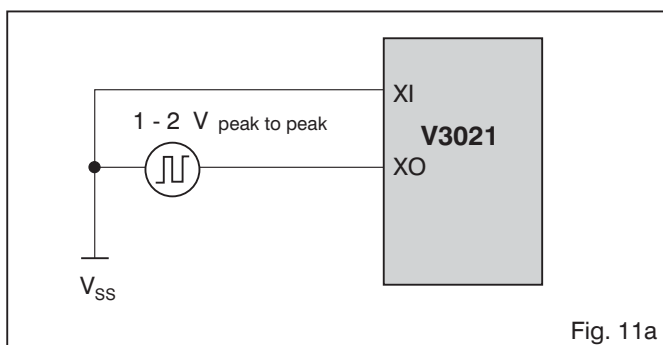 XI
1 - 2 V peak to peak
V3021
XO
VSS
Fig. 11a